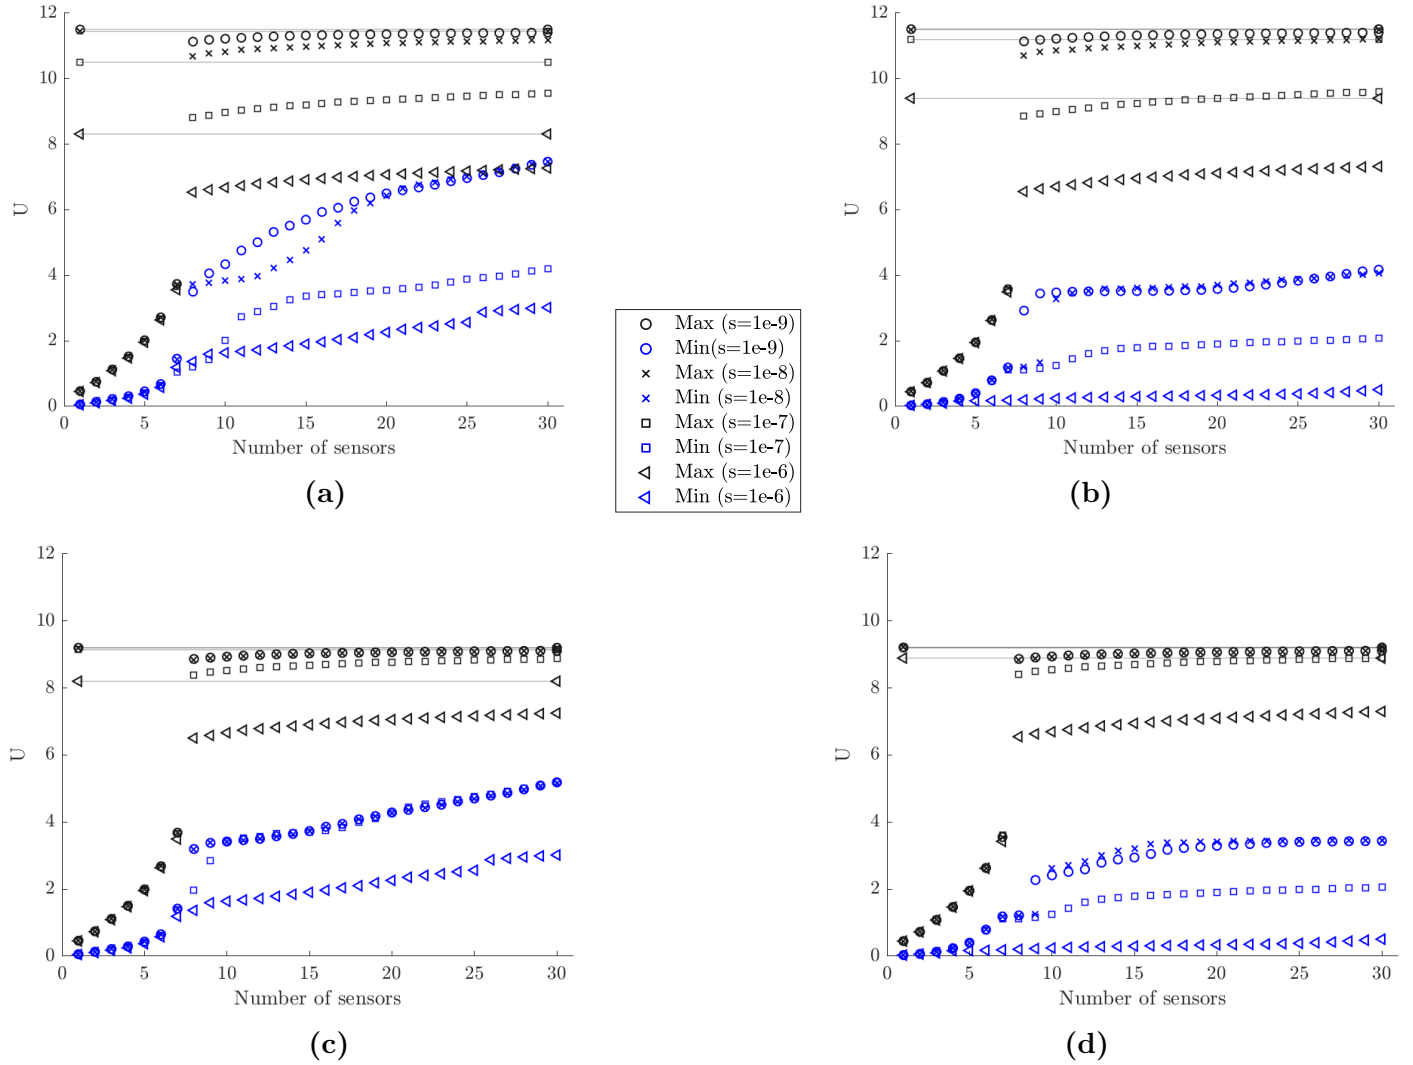 12
10
8
6
4
2
0
U
0 5 10 15 20 25 30
Number of sensors
(a)
12
10
8
6
4
2
0
U
0 5 10 15 20 25 30
Number of sensors
(b)
Max (s=1e-9)
Min(s=1e-9)
Max (s=1e-8)
Min (s=1e-8)
Max (s=1e-7)
Min (s=1e-7)
Max (s=1e-6)
Min (s=1e-6)
12
10
8
6
4
2
0
U
0 5 10 15 20 25 30
Number of sensors
(c)
12
10
8
6
4
2
0
U
0 5 10 15 20 25 30
Number of sensors
(d)